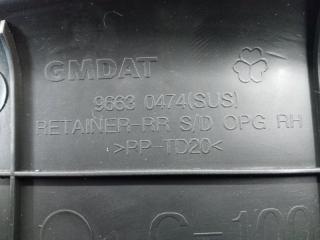 GMDAT
9663 0474(SUS)
RETAINER-RR S/D OPG RH
>PP-TD20<